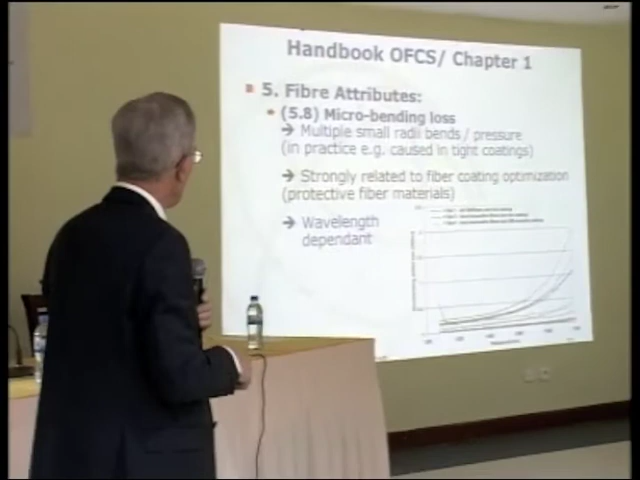 Handbook OFCS/ Chapter 1
5. Fibre Attributes:
(5.8) Micro-bending loss
→ Multiple small radii bends / pressure
(in practice e.g. caused in tight coatings)
→ Strongly related to fiber coating optimization
(protective fiber materials)
→ Wavelength
dependant